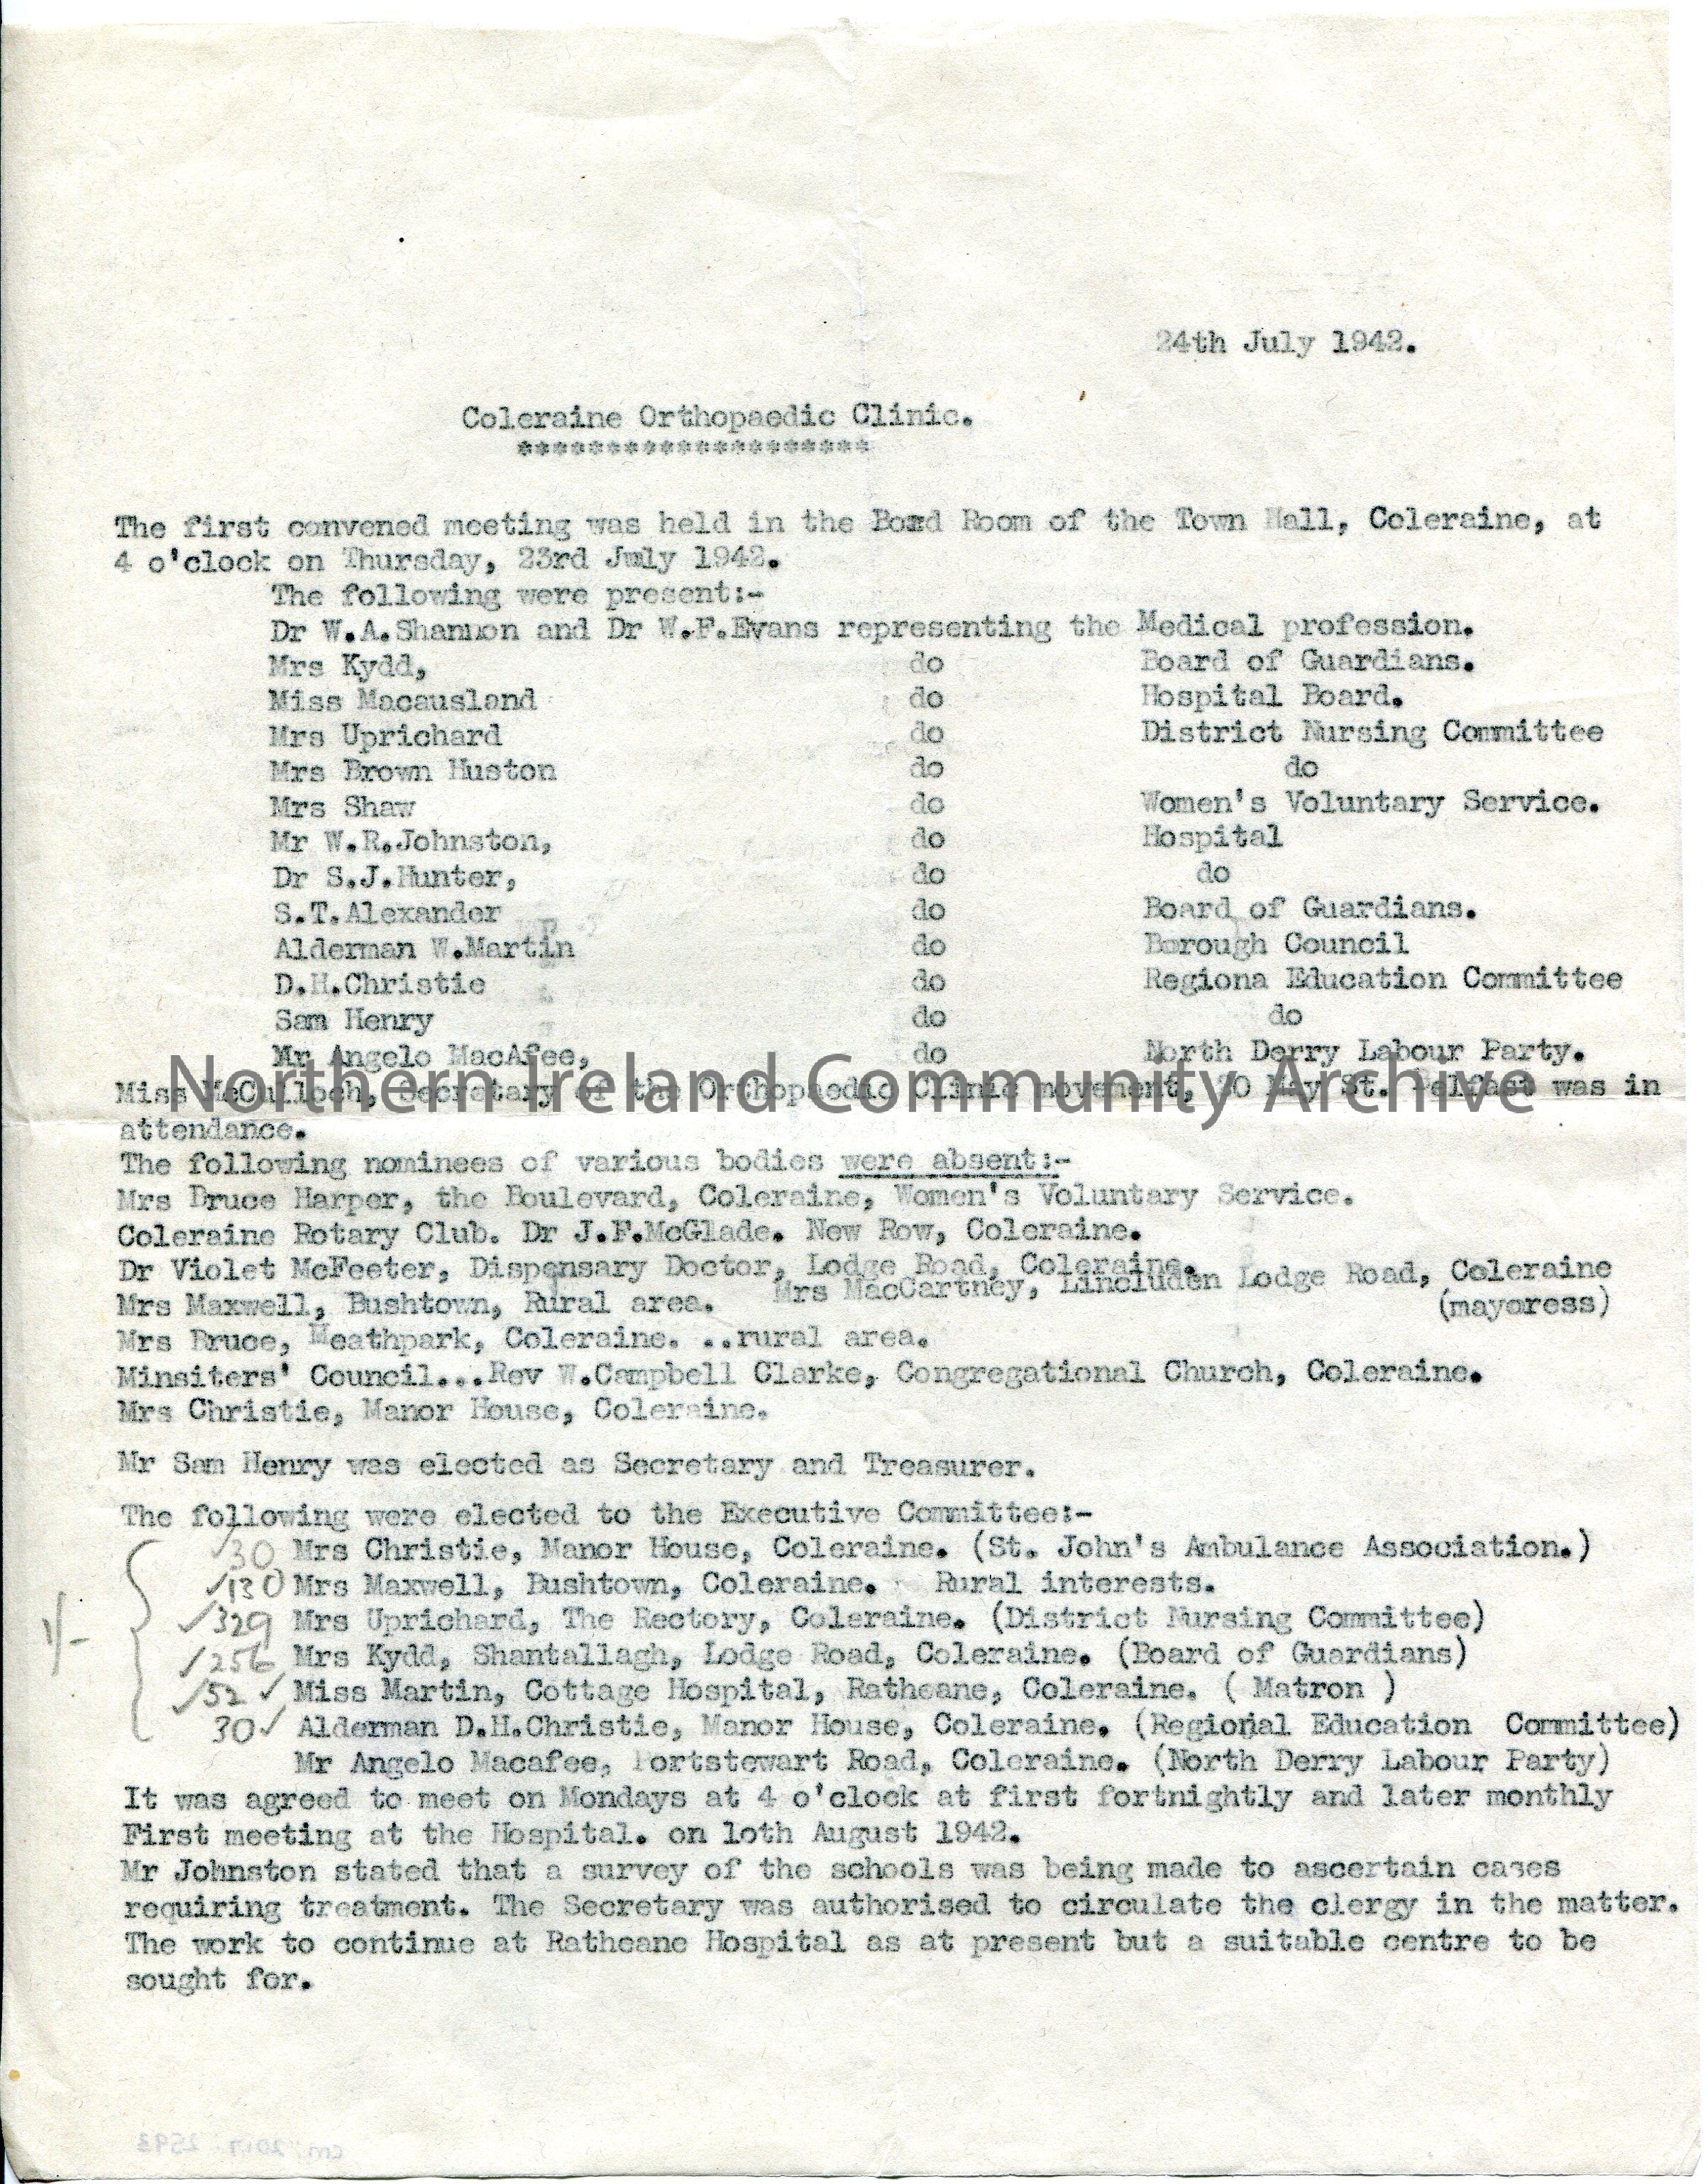 24th July 1942.
Coleraine Orthopaedic Clinic.
********************
The first convened meeting was held in the Board Room of the Town Hall, Coleraine, at
4 o'clock on Thursday, 23rd July 1942.
The following were present:-
Dr W.A.Shannon and Dr W.F.Evans representing the Medical profession.
Mrs Kydd, do Board of Guardians.
Miss Macausland do Hospital Board.
Mrs Uprichard do District Nursing Committee
Mrs Brown Huston do do
Mrs Shaw do Women's Voluntary Service.
Mr W.R.Johnston, do Hospital
Dr S.J.Hunter, do do
S.T.Alexander do Board of Guardians.
Alderman W.Martin do Borough Council
D.H.Christie do Regiona Education Committee
Sam Henry do do
Mr Angelo MacAfee, do North Derry Labour Party.
Northern Ireland Community Archive
Miss McCulloch, Secretary of the Orthopaedic Clinic movement, May St. Belfast was in
attendance.
The following nominees of various bodies were absent:-
Mrs Bruce Harper, the Boulevard, Coleraine, Women's Voluntary Service.
Coleraine Rotary Club. Dr J.F.McGlade. New Row, Coleraine.
Dr Violet McFeeter, Dispensary Doctor, Lodge Road, Coleraine.
Mrs MacCartney, Lincluden Lodge Road, Coleraine
(mayoress)
Mrs Maxwell, Bushtown, Rural area.
Mrs Bruce, Heathpark, Coleraine. ..rural area.
Minsiters' Council...Rev W.Campbell Clarke, Congregational Church, Coleraine.
Mrs Christie, Manor House, Coleraine.
Mr Sam Henry was elected as Secretary and Treasurer.
The following were elected to the Executive Committee:-
✓30 Mrs Christie, Manor House, Coleraine. (St. John's Ambulance Association.)
✓130 Mrs Maxwell, Bushtown, Coleraine. Rural interests.
1/-
✓329 Mrs Uprichard, The Rectory, Coleraine. (District Nursing Committee)
✓256 Mrs Kydd, Shantallagh, Lodge Road, Coleraine. (Board of Guardians)
✓52 ✓ Miss Martin, Cottage Hospital, Ratheane, Coleraine. ( Matron )
30✓ Alderman D.H.Christie, Manor House, Coleraine. (Regional Education Committee)
Mr Angelo Macafee, Portstewart Road, Coleraine. (North Derry Labour Party)
It was agreed to meet on Mondays at 4 o'clock at first fortnightly and later monthly
First meeting at the Hospital. on loth August 1942.
Mr Johnston stated that a survey of the schools was being made to ascertain cases
requiring treatment. The Secretary was authorised to circulate the clergy in the matter.
The work to continue at Ratheane Hospital as at present but a suitable centre to be
sought for.